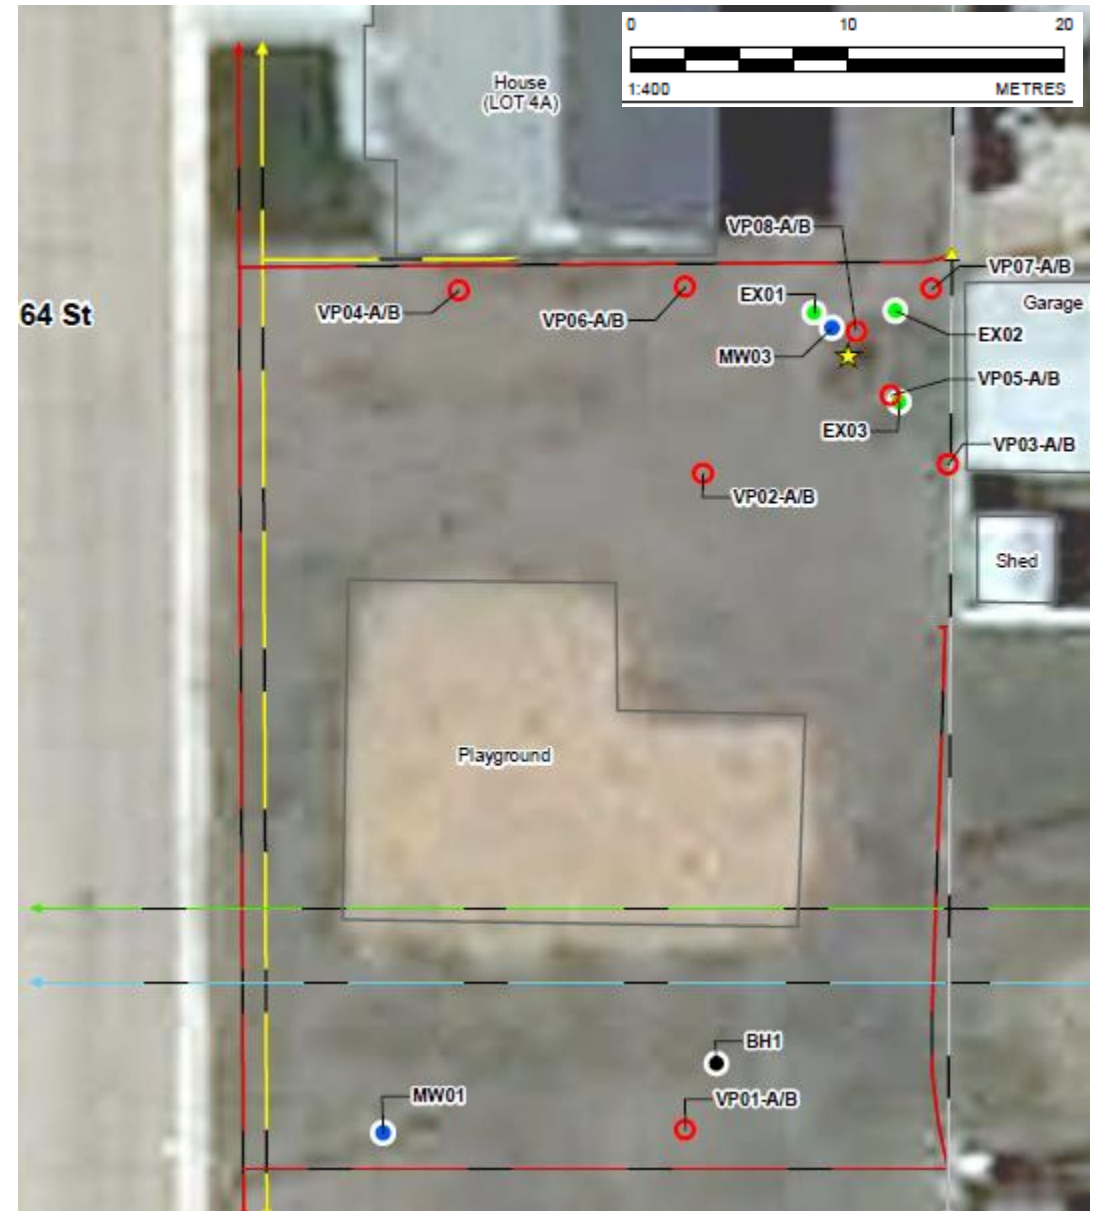 0 10 20
1:400 METRES
House
(LOT 4A)
VP08-A/B
VP07-A/B
EX01
Garage
64 St
VP04-A/B
VP06-A/B
EX02
MW03
VP05-A/B
EX03
VP03-A/B
VP02-A/B
Shed
Playground
BH1
MW01
VP01-A/B